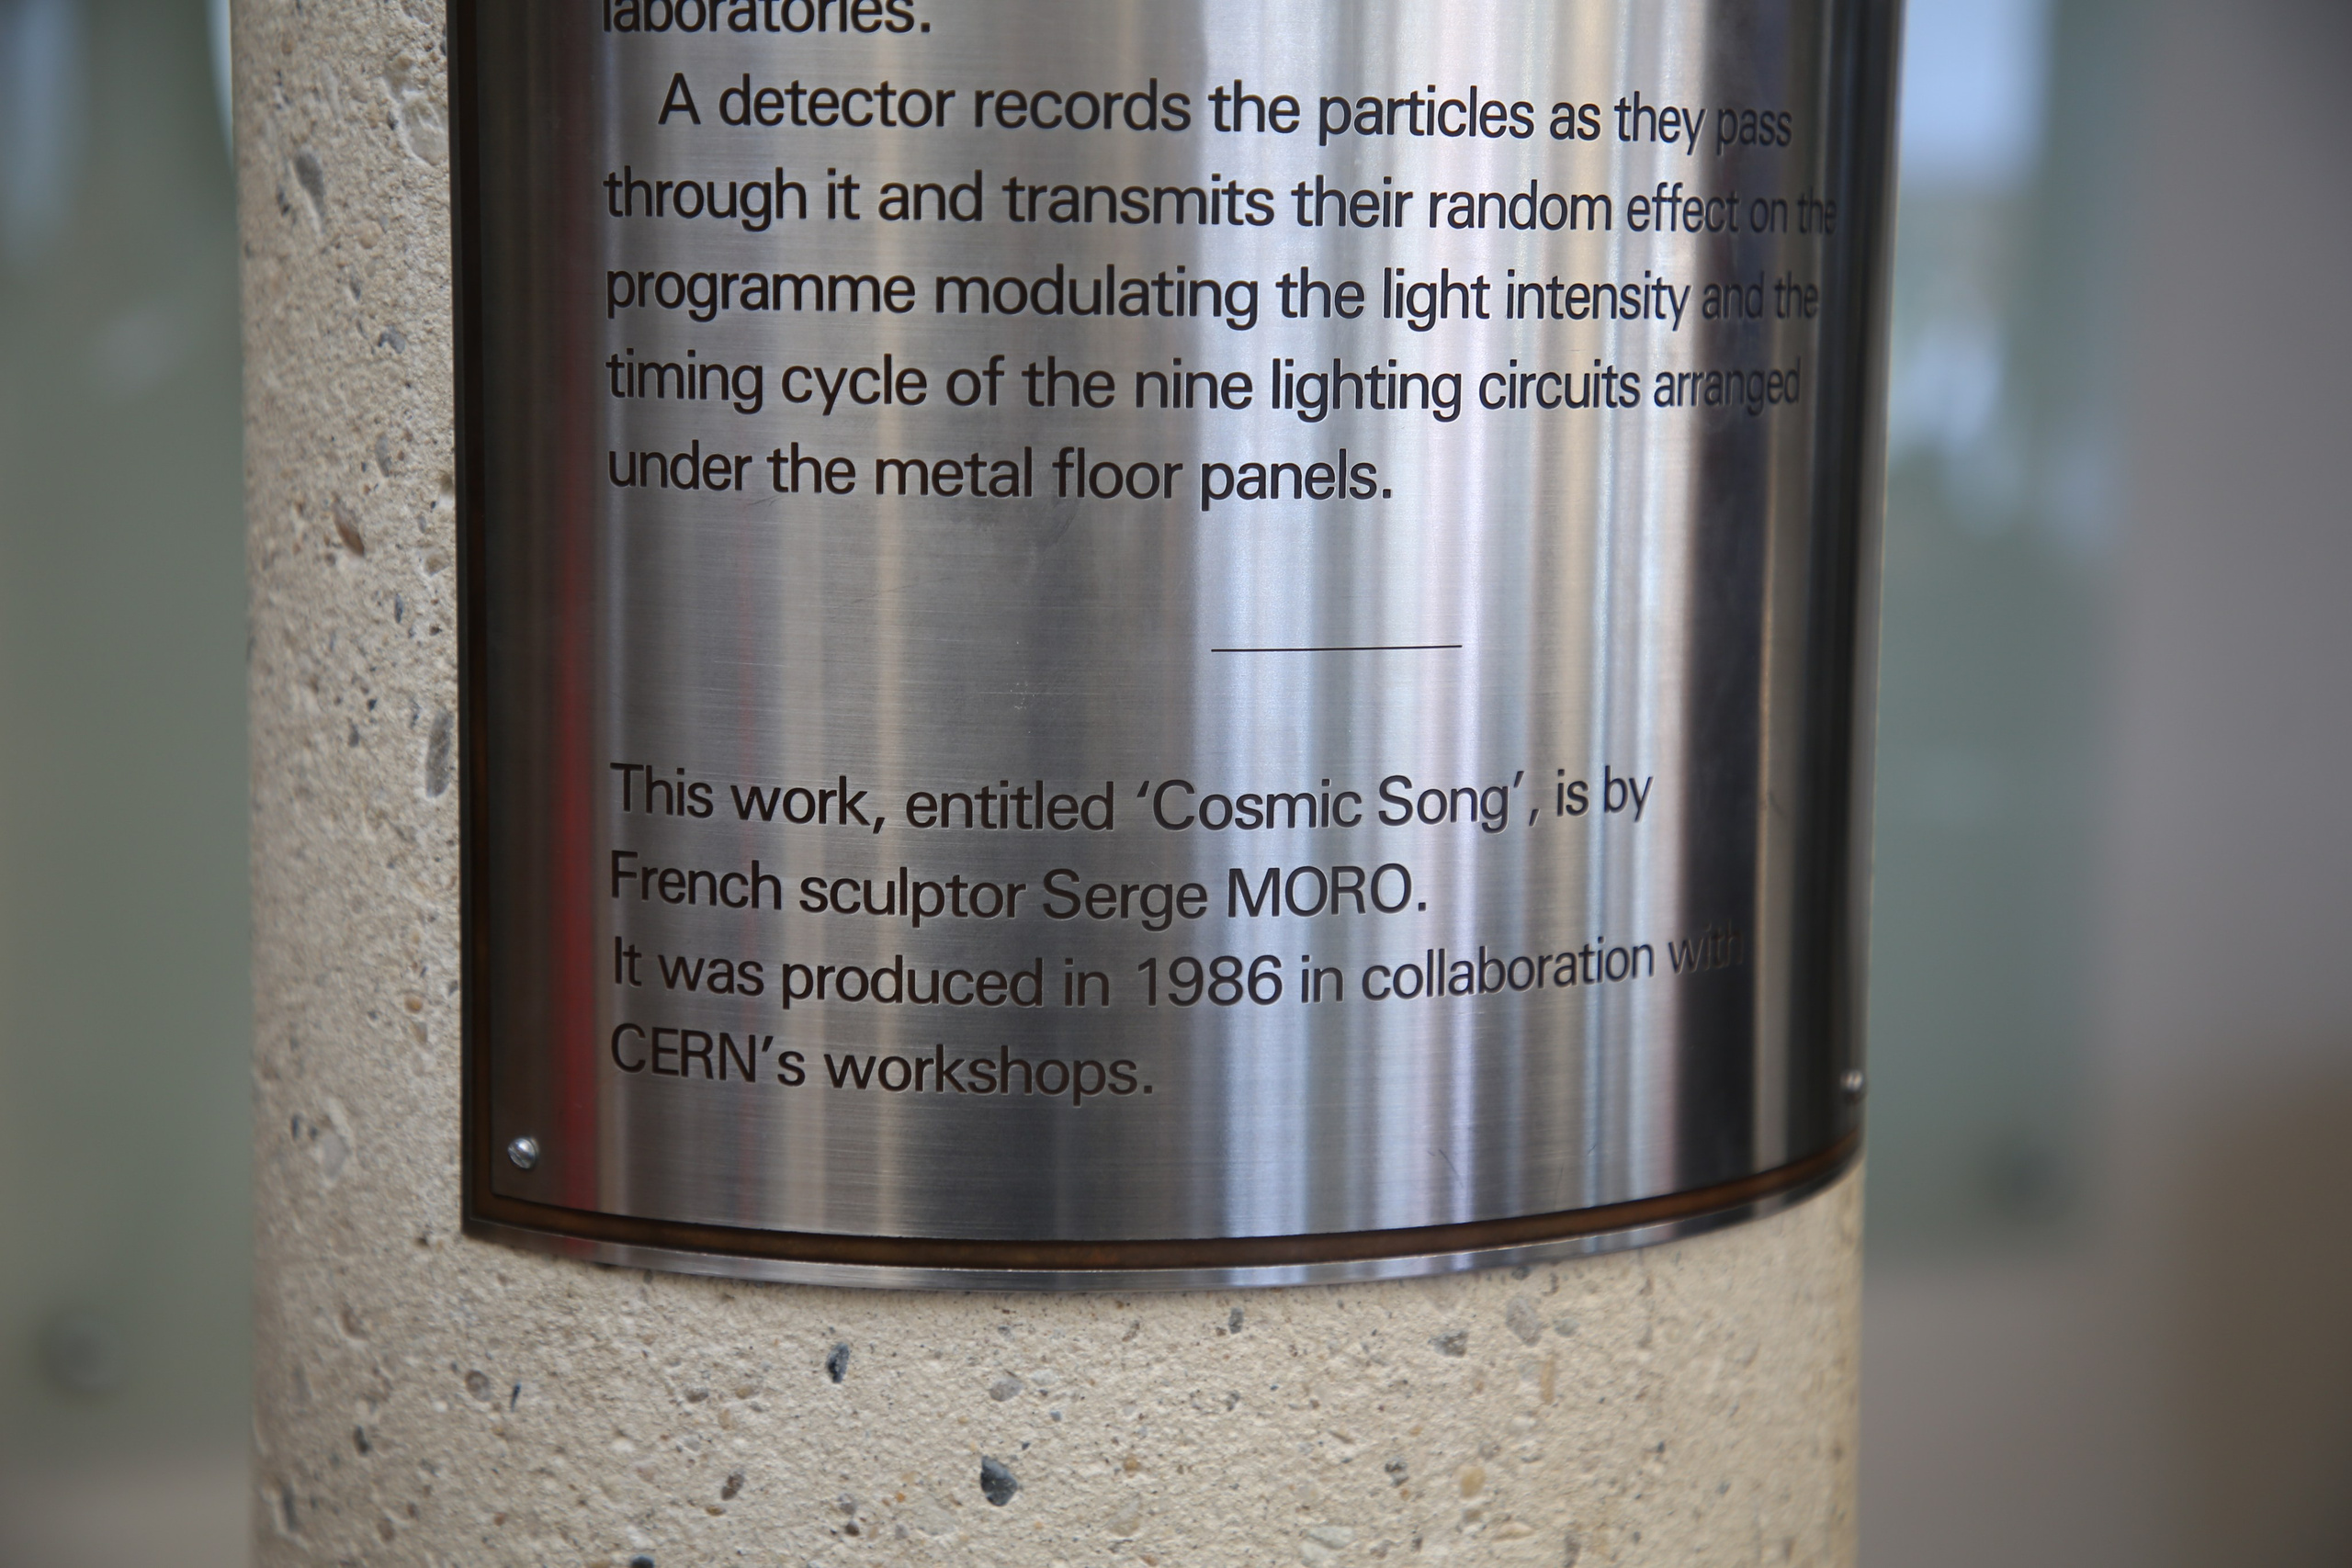 laboratories.
A detector records the particles as they pass
through it and transmits their random effect on the
programme modulating the light intensity and the
timing cycle of the nine lighting circuits arranged
under the metal floor panels.
This work, entitled ‘Cosmic Song’, is by
French sculptor Serge MORO.
It was produced in 1986 in collaboration with
CERN’s workshops.